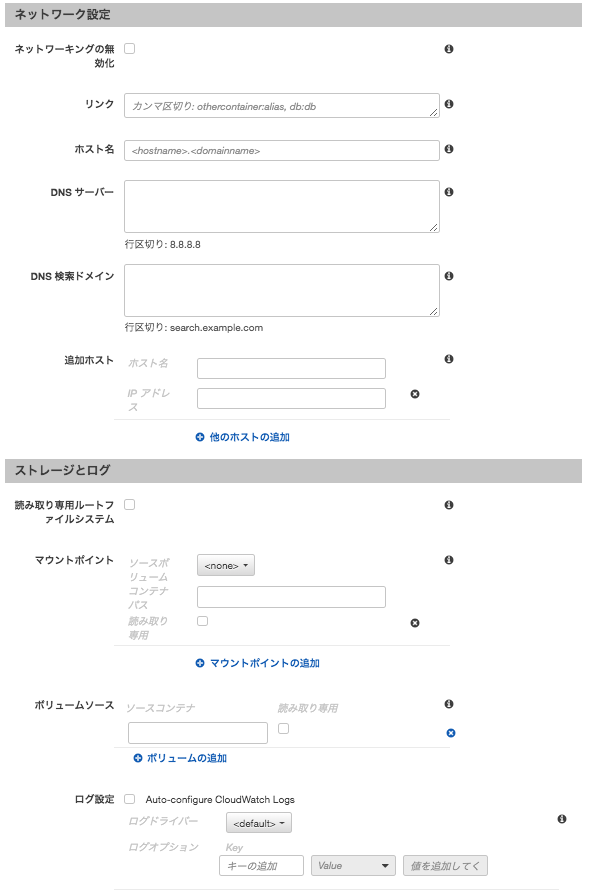 ネットワーク設定
ネットワーキングの無
効化
リンク
カンマ区切り: othercontainer:alias, db:db
ホスト名
<hostname>.<domainname>
DNS サーバー
行区切り: 8.8.8.8
DNS 検索ドメイン
行区切り: search.example.com
追加ホスト
ホスト名
IP アドレ
ス
他のホストの追加
ストレージとログ
読み取り専用ルートフ
ァイルシステム
マウントポイント
ソースボ
リューム
<none>
コンテナ
パス
読み取り
専用
マウントポイントの追加
ボリュームソース
ソースコンテナ 読み取り専用
ボリュームの追加
ログ設定
Auto-configure CloudWatch Logs
ログドライバー
<default>
ログオプション
Key
キーの追加 Value 値を追加してく